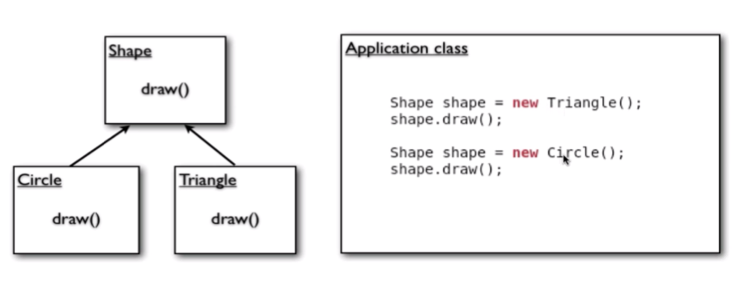 Shape
draw()
Circle
draw()
Triangle
draw()
Application class
Shape shape = new Triangle();
shape.draw();
Shape shape = new Circle();
shape.draw();